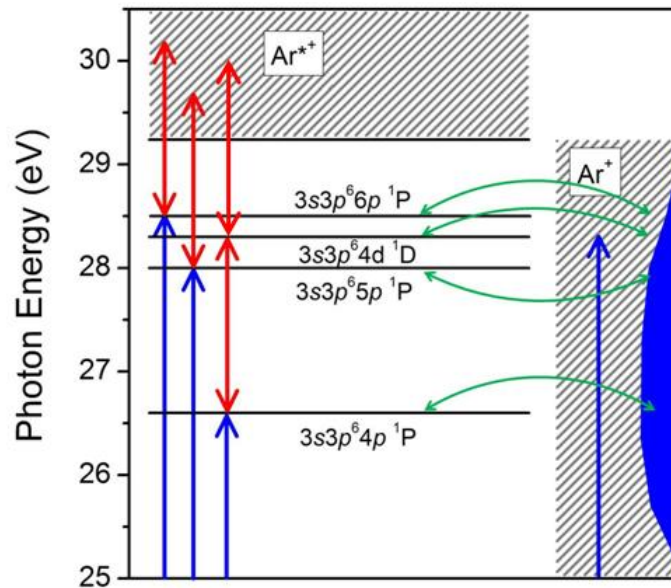 Ar*⁺
30
29
Ar⁺
3s3p⁶6p ¹P
3s3p⁶4d ¹D
28
3s3p⁶5p ¹P
27
3s3p⁶4p ¹P
26
25
Photon Energy (eV)